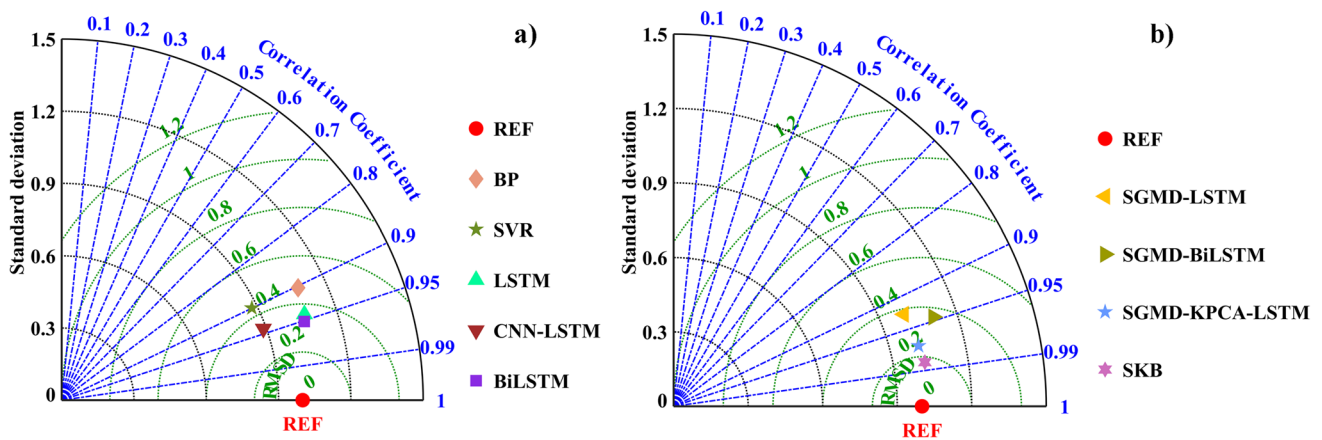 a)
Standard deviation
1.5
1.2
0.9
0.6
0.3
0
0.1
0.2
0.3
0.4
0.5
0.6
0.7
0.8
0.9
0.95
0.99
1
Correlation Coefficient
1.2
1
0.8
0.6
0.4
0.2
0
RMSD
REF
REF
BP
SVR
LSTM
CNN-LSTM
BiLSTM
b)
Standard deviation
1.5
1.2
0.9
0.6
0.3
0
0.1
0.2
0.3
0.4
0.5
0.6
0.7
0.8
0.9
0.95
0.99
1
Correlation Coefficient
1.2
1
0.8
0.6
0.4
0.2
0
RMSD
REF
REF
SGMD-LSTM
SGMD-BiLSTM
SGMD-KPCA-LSTM
SKB